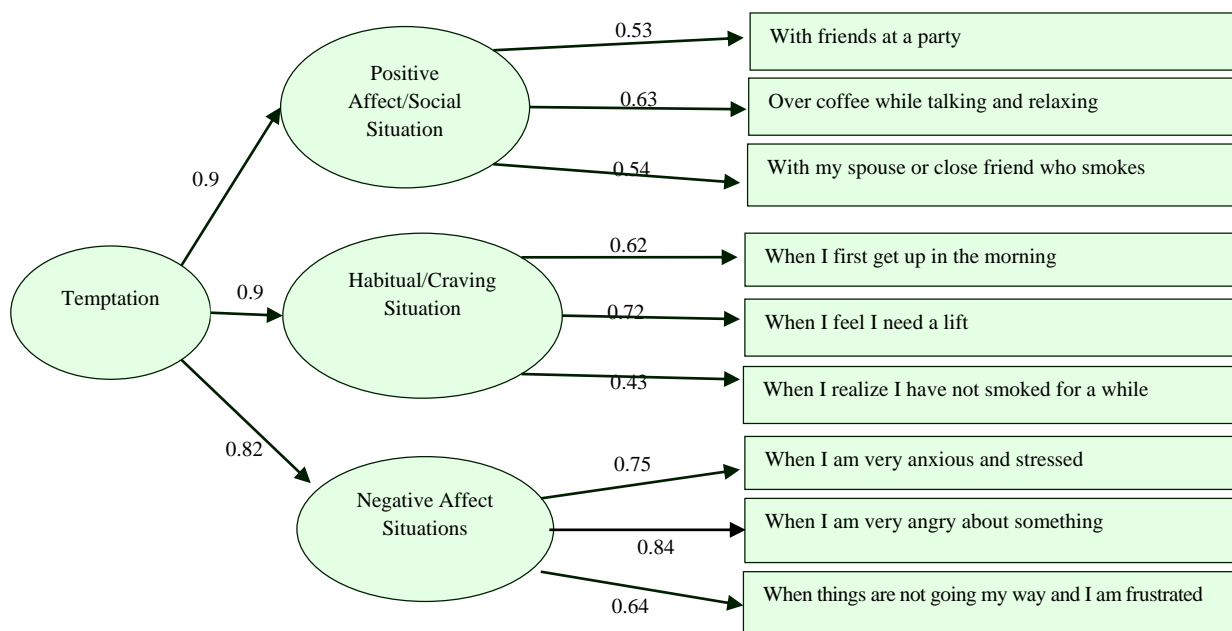 0.53
With friends at a party
Positive
Affect/Social
Situation
0.63
Over coffee while talking and relaxing
0.54
With my spouse or close friend who smokes
0.9
Temptation
0.9
Habitual/Craving
Situation
0.62
When I first get up in the morning
0.72
When I feel I need a lift
0.43
When I realize I have not smoked for a while
0.82
Negative Affect
Situations
0.75
When I am very anxious and stressed
0.84
When I am very angry about something
0.64
When things are not going my way and I am frustrated